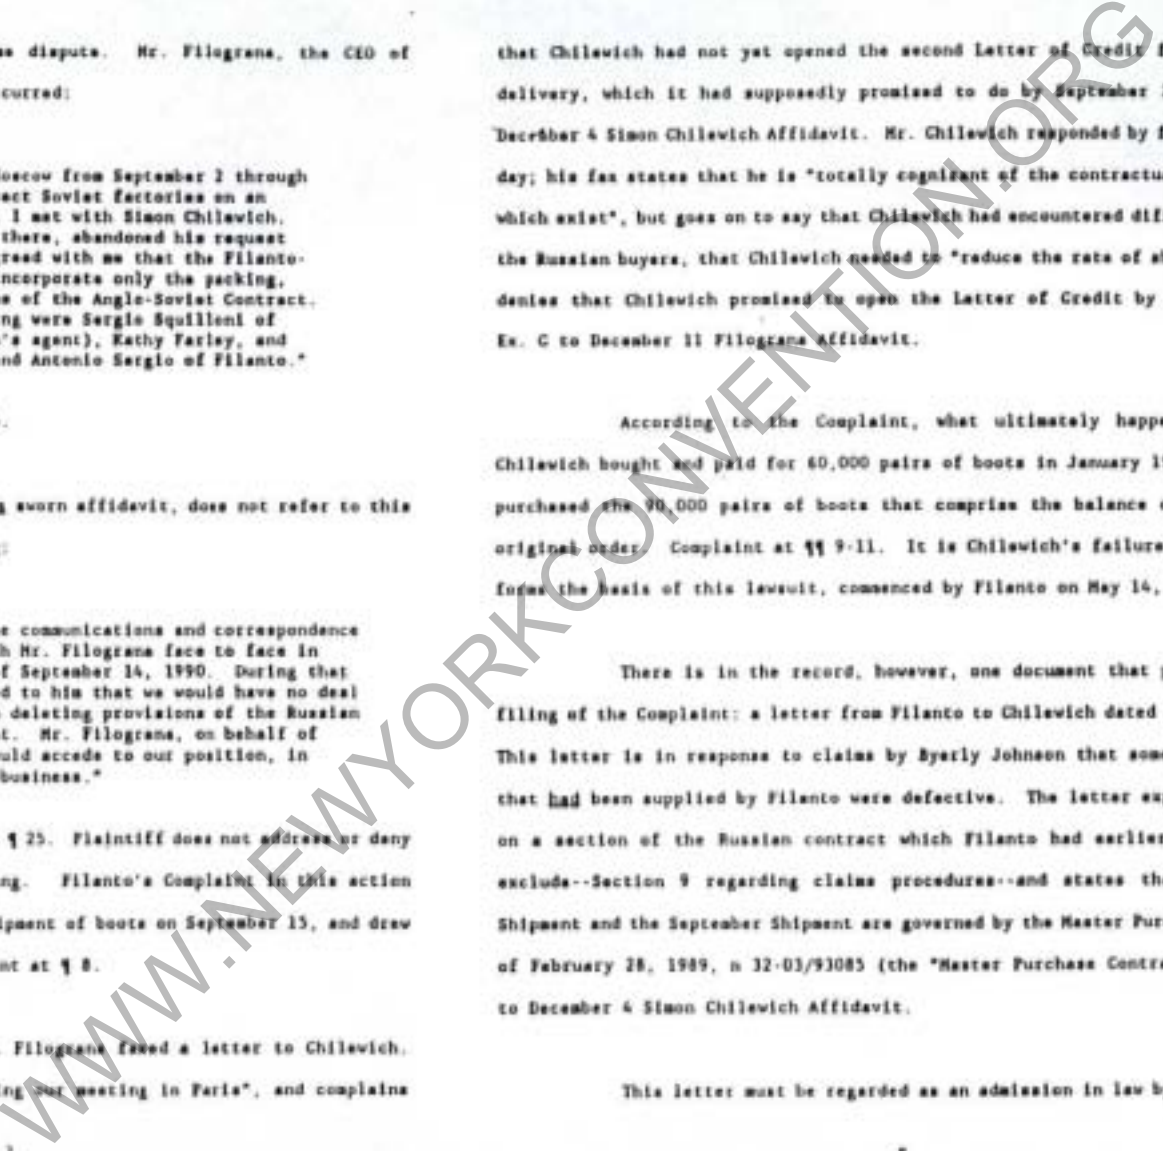 se dispute. Mr. Filograna, the CEO of
curred:
loscow from September 2 through
ect Soviet factories on an
I met with Simon Chilewich.
there, abandoned his request
reed with me that the Filanto-
ncorporate only the packing,
e of the Anglo-Soviet Contract.
ng were Sergio Squilloni of
's agent), Kathy Farley, and
nd Antonio Sergio of Filanto."
g sworn affidavit, does not refer to this
e communications and correspondence
h Mr. Filograna face to face in
f September 14, 1990. During that
d to him that we would have no deal
deleting provisions of the Russian
t. Mr. Filograna, on behalf of
uld accede to our position, in
business."
¶ 25. Plaintiff does not address or deny
ng. Filanto's Complaint in this action
ipment of boots on September 15, and drew
nt at ¶ 8.
Filograna faxed a letter to Chilewich.
ing our meeting in Paris", and complains
that Chilewich had not yet opened the second Letter of Credit
delivery, which it had supposedly promised to do by September
December 4 Simon Chilewich Affidavit. Mr. Chilewich responded by f
day; his fax states that he is "totally cognizant of the contractu
which exist", but goes on to say that Chilewich had encountered dif
the Russian buyers, that Chilewich needed to "reduce the rate of s
denies that Chilewich promised to open the Letter of Credit by
Ex. C to December 11 Filograna Affidavit.
According to the Complaint, what ultimately happe
Chilewich bought and paid for 60,000 pairs of boots in January 1
purchased the 90,000 pairs of boots that comprise the balance
original order. Complaint at ¶¶ 9-11. It is Chilewich's failure
forms the basis of this lawsuit, commenced by Filanto on May 14,
There is in the record, however, one document that p
filing of the Complaint: a letter from Filanto to Chilewich dated
This letter is in response to claims by Byerly Johnson that som
that had been supplied by Filanto were defective. The letter ex
on a section of the Russian contract which Filanto had earlier
exclude--Section 9 regarding claims procedures--and states th
Shipment and the September Shipment are governed by the Master Pur
of February 28, 1989, n 32-03/93085 (the "Master Purchase Contr
to December 4 Simon Chilewich Affidavit.
This letter must be regarded as an admission in law b
WWW.NEWYORKCONVENTION.ORG